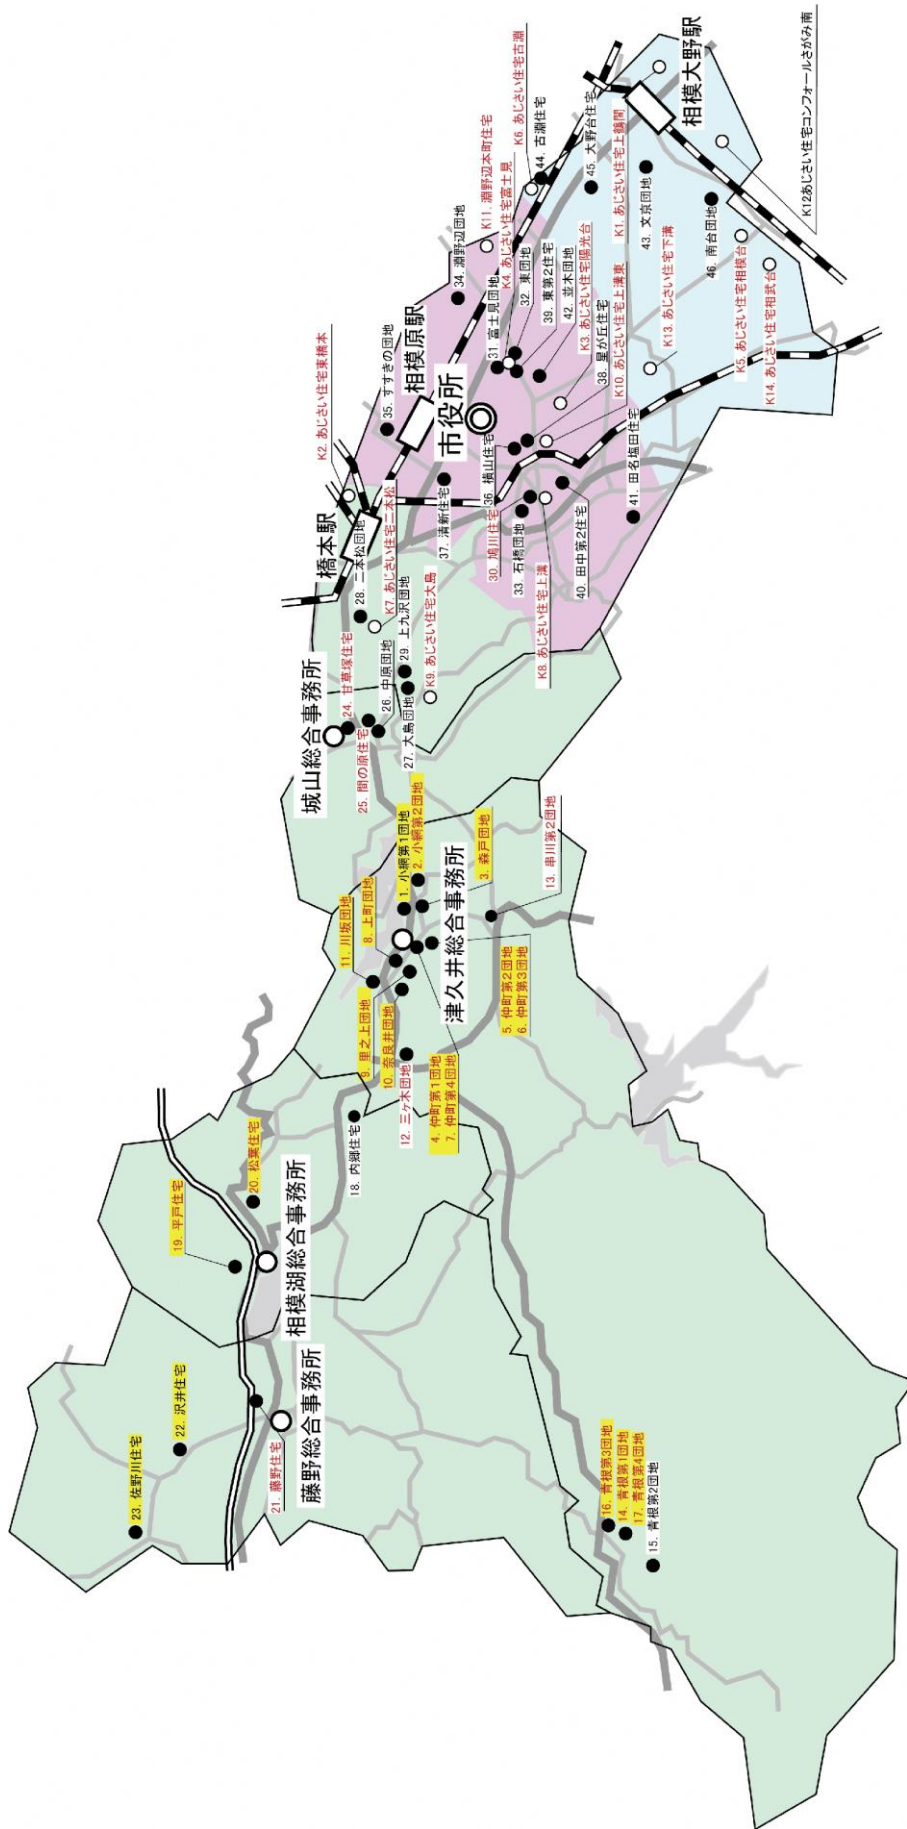 23. 佐野川住宅
22. 沢井住宅
19. 平戸住宅
20. 松葉住宅
21. 藤野住宅
藤野総合事務所
相模湖総合事務所
18. 内郷住宅
16. 青根第3団地
14. 青根第1団地
17. 青根第4団地
15. 青根第2団地
11. 川坂団地
8. 上町団地
9. 里之上団地
10. 奈良井団地
12. 三ヶ木団地
4. 仲町第1団地
7. 仲町第4団地
1. 小網第1団地
2. 小網第2団地
津久井総合事務所
3. 森戸団地
5. 仲町第2団地
6. 仲町第3団地
13. 串川第2団地
城山総合事務所
24. 甘草塚住宅
25. 間の原住宅
26. 中原団地
27. 大島団地
29. 上九沢団地
K9. あじさい住宅大島
橋本駅
28. 二本松団地
K7. あじさい住宅二本松
K2. あじさい住宅東橋本
35. すすきの団地
相模原駅
市役所
37. 清新住宅
36. 横山住宅
30. 鳩川住宅
33. 石橋団地
K8. あじさい住宅上溝
40. 田中第2住宅
41. 田名塩田住宅
34. 淵野辺団地
K11. 淵野辺本町住宅
31. 富士見団地
K4. あじさい住宅富士見
32. 東団地
39. 東第2住宅
42. 並木団地
K3. あじさい住宅陽光台
38. 星が丘住宅
K10. あじさい住宅上溝東
K6. あじさい住宅古淵
44. 古淵住宅
45. 大野台住宅
K1. あじさい住宅上鶴間
相模大野駅
43. 文京団地
K13. あじさい住宅下溝
46. 南台団地
K5. あじさい住宅相模台
K14. あじさい住宅相武台
K12あじさい住宅コンフォールさがみ南